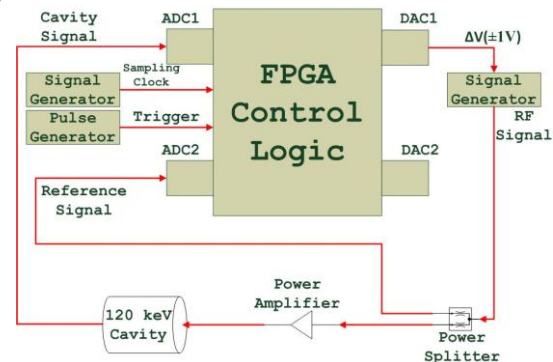 Cavity
Signal
ADC1
DAC1
ΔV(±1V)
Signal
Generator
Sampling
Clock
FPGA
Control
Logic
Signal
Generator
RF
Signal
Pulse
Generator
Trigger
ADC2
DAC2
Reference
Signal
Power
Amplifier
120 keV
Cavity
Power
Splitter